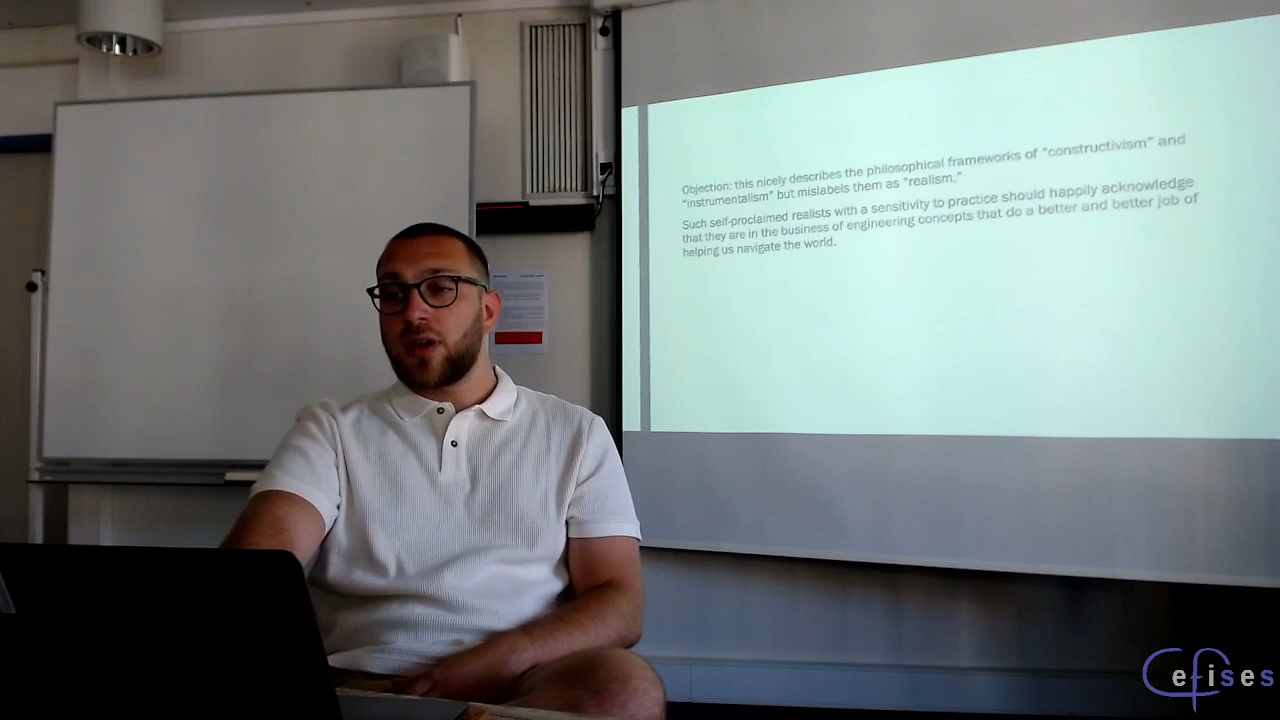 Objection: this nicely describes the philosophical frameworks of “constructivism” and
“instrumentalism” but mislabels them as “realism.”
Such self-proclaimed realists with a sensitivity to practice should happily acknowledge
that they are in the business of engineering concepts that do a better and better job of
helping us navigate the world.
efises